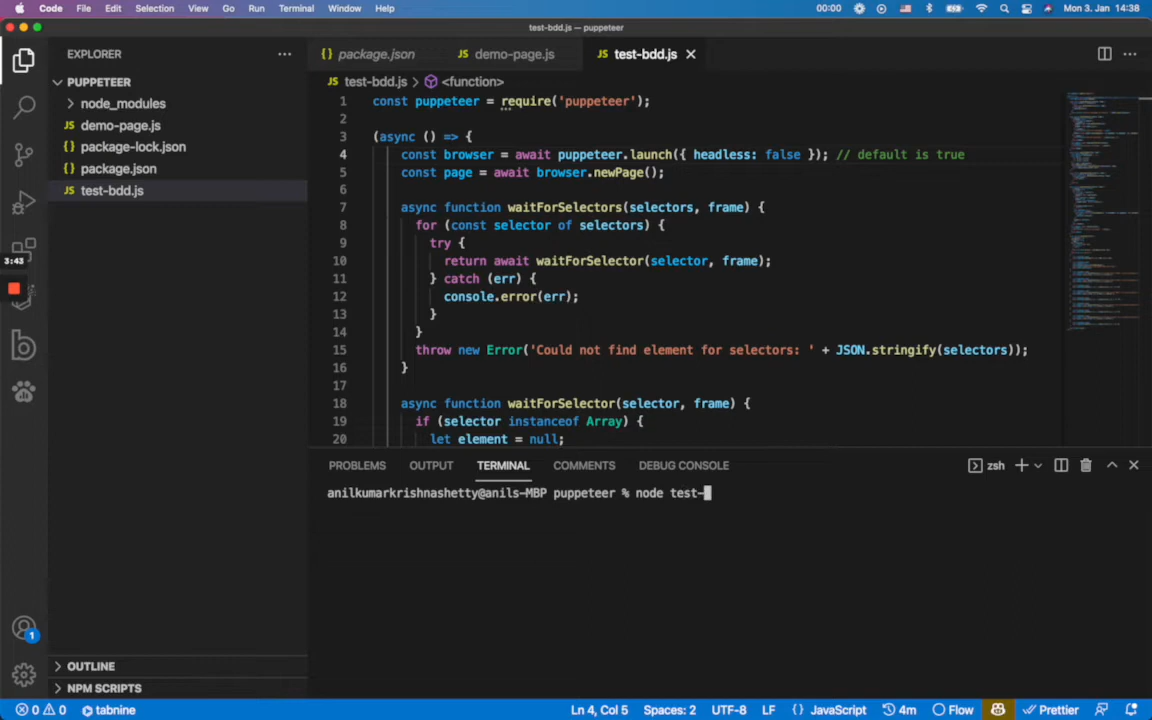 Code File Edit Selection View Go Run Terminal Window Help 00:00 Mon 3. Jan 14:38
test-bdd.js — puppeteer
EXPLORER
package.json demo-page.js test-bdd.js
PUPPETEER
node_modules
demo-page.js
package-lock.json
package.json
test-bdd.js
3:43
test-bdd.js > <function>
1 const puppeteer = require('puppeteer');
2
3 (async () => {
4 const browser = await puppeteer.launch({ headless: false }); // default is true
5 const page = await browser.newPage();
6
7 async function waitForSelectors(selectors, frame) {
8 for (const selector of selectors) {
9 try {
10 return await waitForSelector(selector, frame);
11 } catch (err) {
12 console.error(err);
13 }
14 }
15 throw new Error('Could not find element for selectors: ' + JSON.stringify(selectors));
16 }
17
18 async function waitForSelector(selector, frame) {
19 if (selector instanceof Array) {
20 let element = null;
PROBLEMS OUTPUT TERMINAL COMMENTS DEBUG CONSOLE zsh
anilkumarkrishnashetty@anils-MBP puppeteer % node test-
1
OUTLINE
NPM SCRIPTS
0 0 tabnine Ln 4, Col 5 Spaces: 2 UTF-8 LF {} JavaScript 4m Flow Prettier